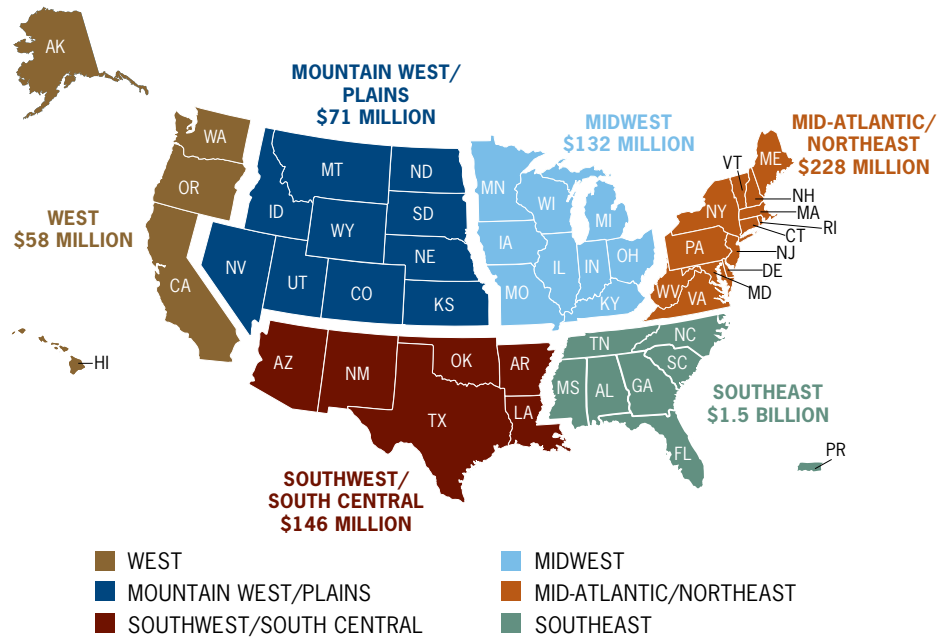 AK
MOUNTAIN WEST/
PLAINS
$71 MILLION
MIDWEST
$132 MILLION
MID-ATLANTIC/
NORTHEAST
$228 MILLION
WEST
$58 MILLION
WA
OR
CA
HI
MT
ND
ID
WY
SD
NE
NV
UT
CO
KS
MN
WI
MI
IA
IL
IN
OH
MO
KY
VT
ME
NH
MA
RI
CT
NY
PA
NJ
DE
MD
WV
VA
AZ
NM
OK
AR
TX
LA
TN
NC
SC
MS
AL
GA
FL
PR
SOUTHEAST
$1.5 BILLION
SOUTHWEST/
SOUTH CENTRAL
$146 MILLION
WEST
MOUNTAIN WEST/PLAINS
SOUTHWEST/SOUTH CENTRAL
MIDWEST
MID-ATLANTIC/NORTHEAST
SOUTHEAST